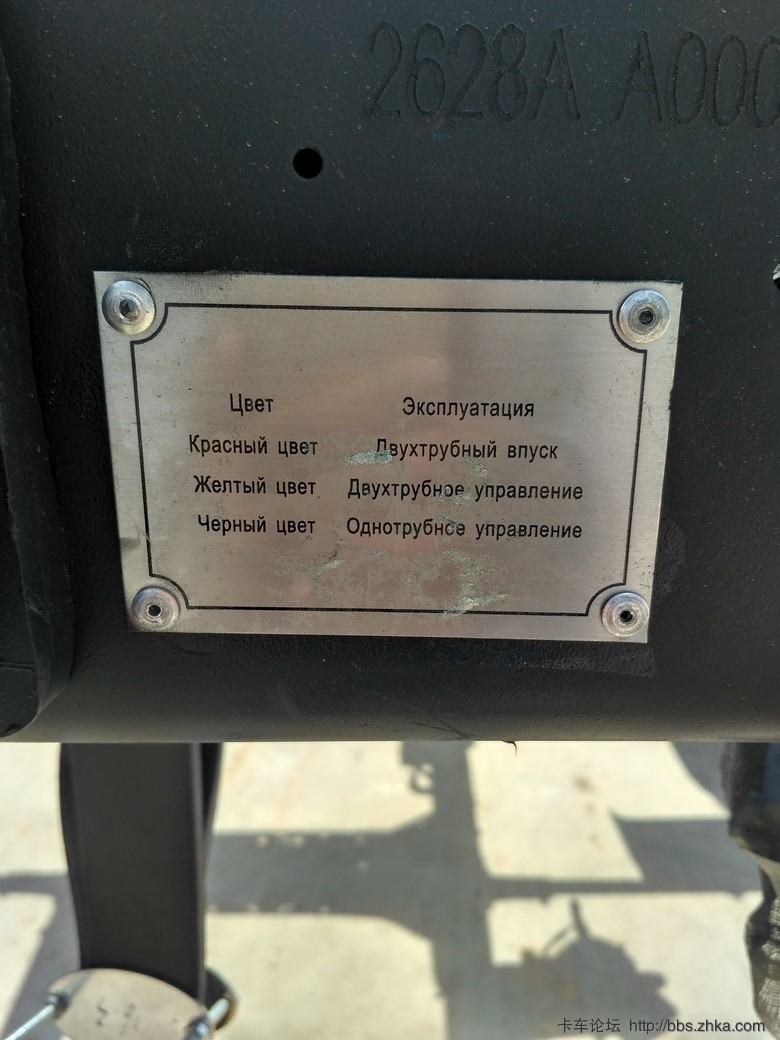 2628A A000
Цвет Эксплуатация
Красный цвет Двухтрубный впуск
Желтый цвет Двухтрубное управление
Черный цвет Однотрубное управление
卡车论坛 http://bbs.zhka.com